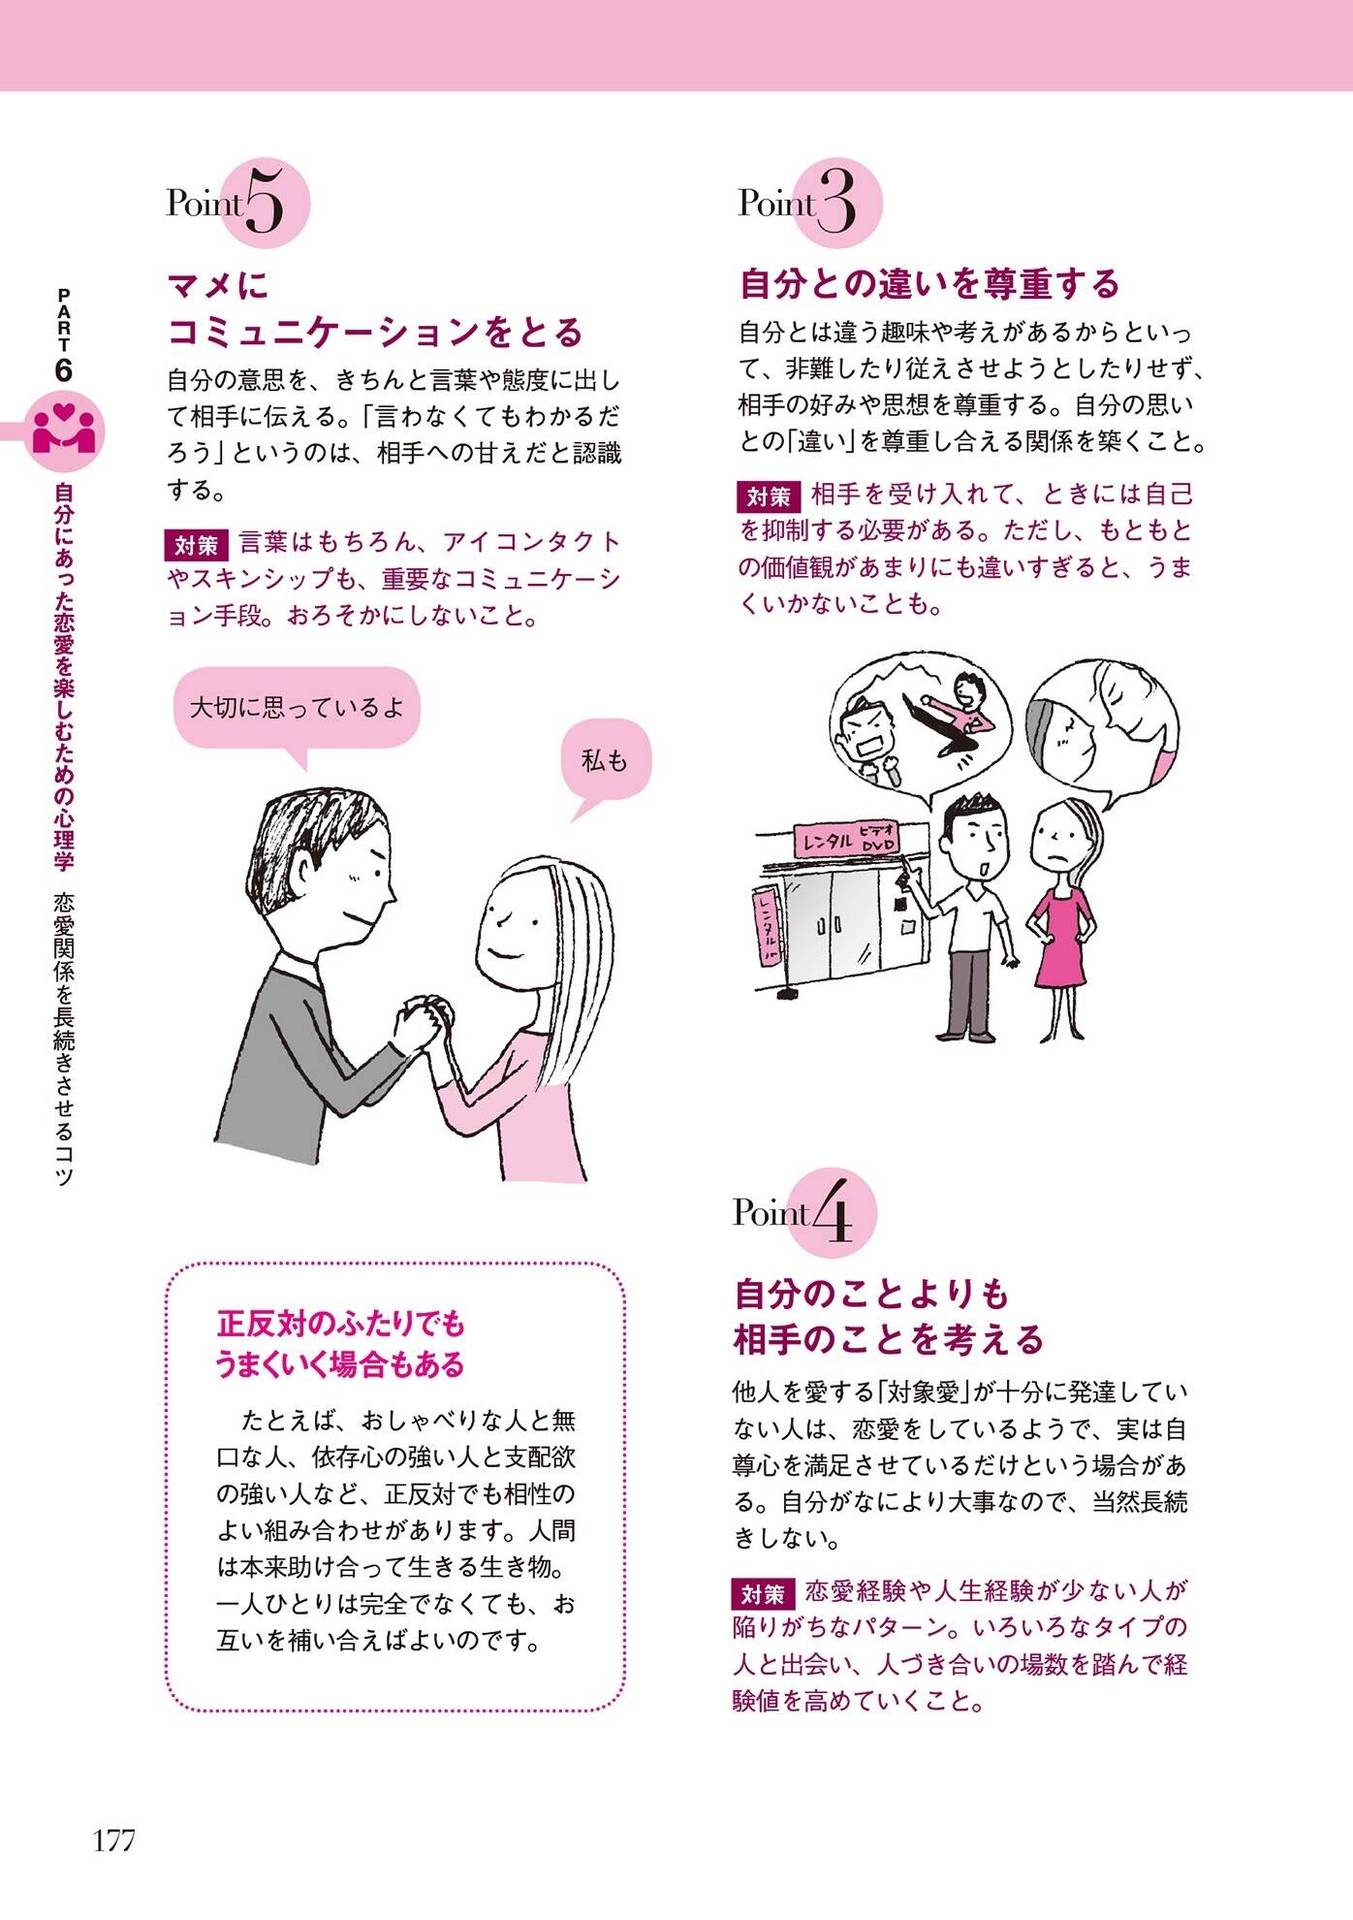 Point 3
自分との違いを尊重する
自分とは違う趣味や考えがあるからといっ
て、非難したり従えさせようとしたりせず、
相手の好みや思想を尊重する。自分の思い
との「違い」を尊重し合える関係を築くこと。
対策 相手を受け入れて、ときには自己
を抑制する必要がある。ただし、もともと
の価値観があまりにも違いすぎると、うま
くいかないことも。
レンタル ビデオ
DVD
レンタル
Point 4
自分のことよりも
相手のことを考える
他人を愛する「対象愛」が十分に発達してい
ない人は、恋愛をしているようで、実は自
尊心を満足させているだけという場合があ
る。自分がなにより大事なので、当然長続
きしない。
対策 恋愛経験や人生経験が少ない人が
陥りがちなパターン。いろいろなタイプの
人と出会い、人づき合いの場数を踏んで経
験値を高めていくこと。
Point 5
マメに
コミュニケーションをとる
自分の意思を、きちんと言葉や態度に出し
て相手に伝える。「言わなくてもわかるだ
ろう」というのは、相手への甘えだと認識
する。
対策 言葉はもちろん、アイコンタクト
やスキンシップも、重要なコミュニケーシ
ョン手段。おろそかにしないこと。
大切に思っているよ
私も
正反対のふたりでも
うまくいく場合もある
たとえば、おしゃべりな人と無
口な人、依存心の強い人と支配欲
の強い人など、正反対でも相性の
よい組み合わせがあります。人間
は本来助け合って生きる生き物。
一人ひとりは完全でなくても、お
互いを補い合えばよいのです。
PART 6
自分にあった恋愛を楽しむための心理学 恋愛関係を長続きさせるコツ
177